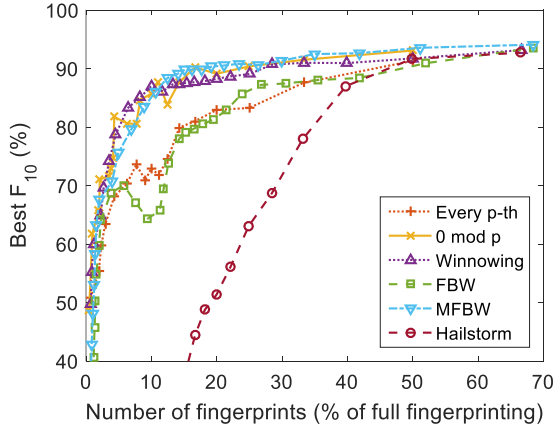 100
90
80
70
60
50
40
Best F10 (%)
0 10 20 30 40 50 60 70
Number of fingerprints (% of full fingerprinting)
Every p-th
0 mod p
Winnowing
FBW
MFBW
Hailstorm